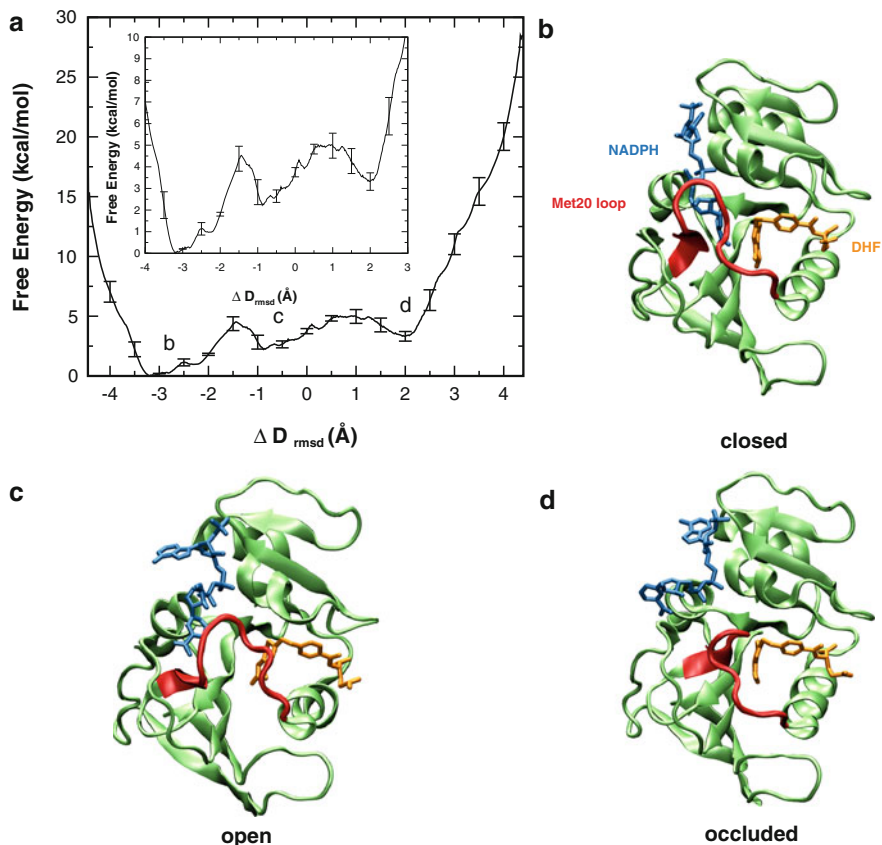 a
Free Energy (kcal/mol)
30
25
20
15
10
5
0
-4 -3 -2 -1 0 1 2 3 4
Δ D rmsd (Å)
b
c
d
Free Energy (kcal/mol)
10
9
8
7
6
5
4
3
2
1
0
-4 -3 -2 -1 0 1 2 3
Δ D rmsd (Å)
b
NADPH
Met20 loop
DHF
closed
c
open
d
occluded